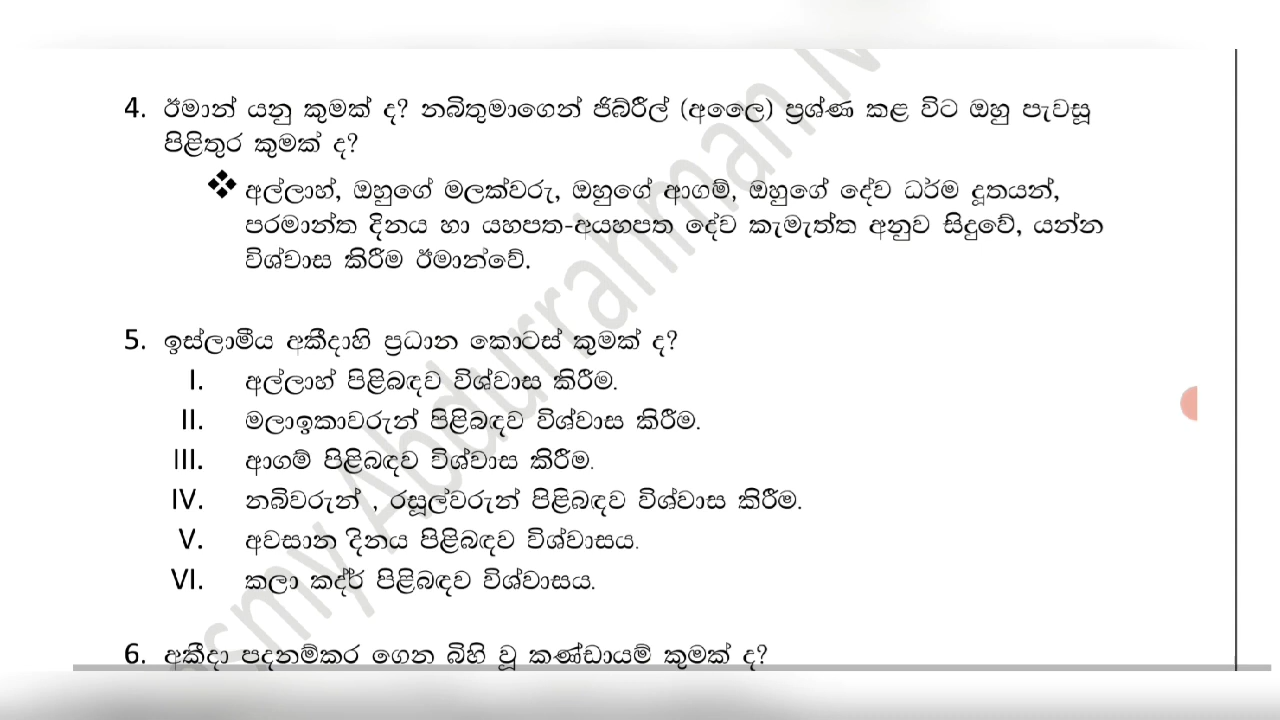 4. ඊමාන් යනු කුමක් ද? නබිතුමාගෙන් ජිබ්රීල් (අලෛ) ප්‍රශ්ණ කළ විට ඔහු පැවසූ
පිළිතුර කුමක් ද?
❖ අල්ලාහ්, ඔහුගේ මලක්වරු, ඔහුගේ ආගම්, ඔහුගේ දේව ධර්ම දූතයන්,
පරමාන්ත දිනය හා යහපත-අයහපත දේව කැමැත්ත අනුව සිදුවේ, යන්න
විශ්වාස කිරීම ඊමාන්වේ.
5. ඉස්ලාමීය අකීදාහි ප්‍රධාන කොටස් කුමක් ද?
I. අල්ලාහ් පිළිබඳව විශ්වාස කිරීම.
II. මලාඉකාවරුන් පිළිබඳව විශ්වාස කිරීම.
III. ආගම් පිළිබඳව විශ්වාස කිරීම.
IV. නබිවරුන් , රසූල්වරුන් පිළිබඳව විශ්වාස කිරීම.
V. අවසාන දිනය පිළිබඳව විශ්වාසය.
VI. කලා කද්ර් පිළිබඳව විශ්වාසය.
6. අකීදා පදනම්කර ගෙන බිහි වූ කණ්ඩායම් කුමක් ද?
Abdurrahman